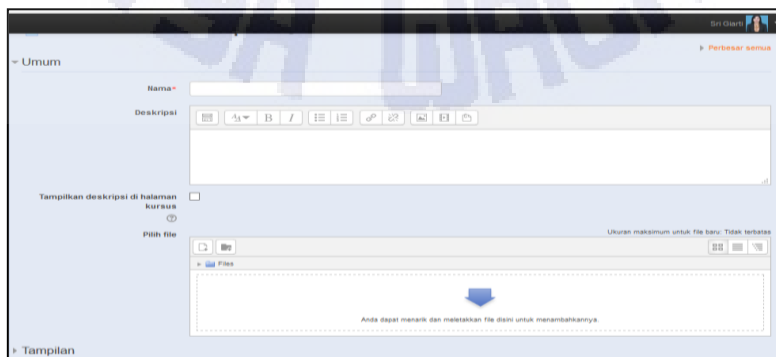 Sri Giarti
Perbesar semua
Umum
Nama*
Deskripsi
B I
Tampilkan deskripsi di halaman
kursus
Pilih file
Ukuran maksimum untuk file baru: Tidak terbatas
Files
Anda dapat menarik dan meletakkan file disini untuk menambahkannya.
Tampilan